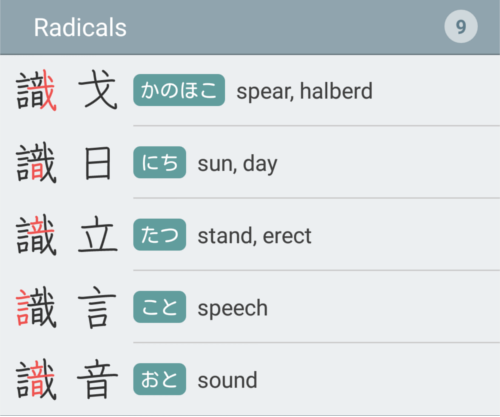 Radicals 9
識 戈 かのほこ spear, halberd
識 日 にち sun, day
識 立 たつ stand, erect
識 言 こと speech
識 音 おと sound